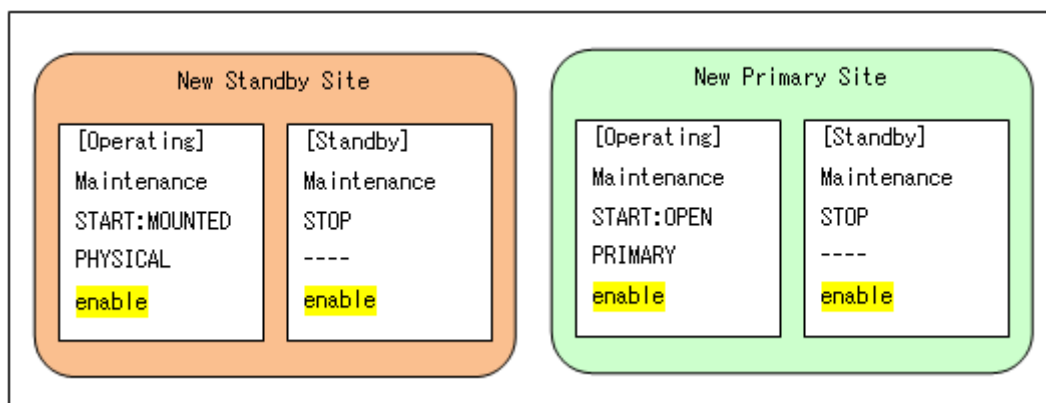 New Standby Site
[Operating]
Maintenance
START:MOUNTED
PHYSICAL
enable
[Standby]
Maintenance
STOP
----
enable
New Primary Site
[Operating]
Maintenance
START:OPEN
PRIMARY
enable
[Standby]
Maintenance
STOP
----
enable